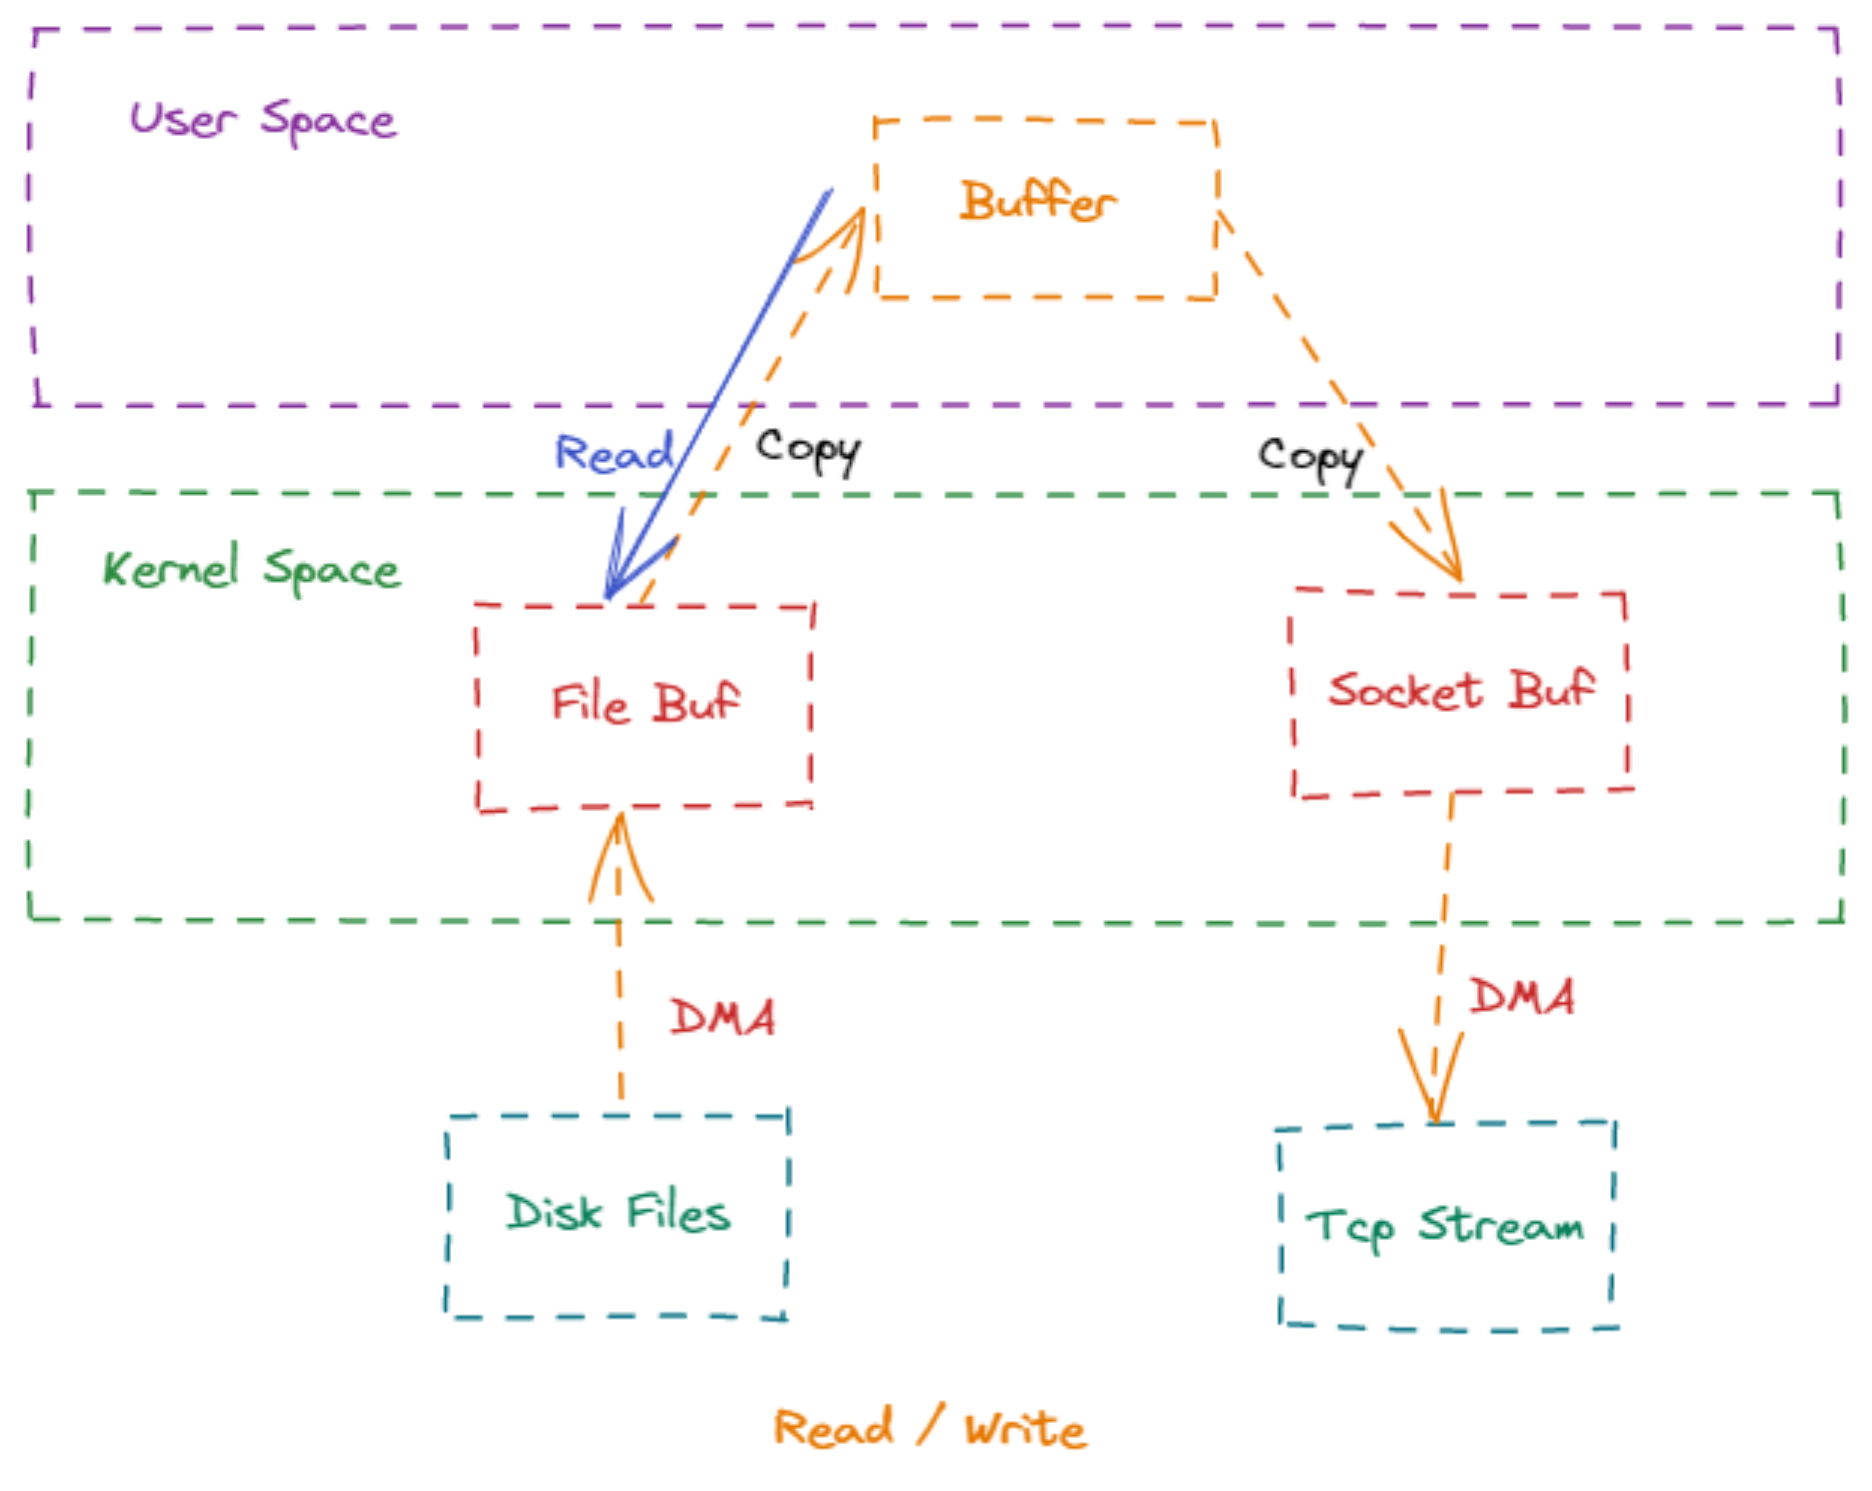 User Space
Buffer
Read
Copy
Copy
Kernel Space
File Buf
Socket Buf
DMA
DMA
Disk Files
Tcp Stream
Read / Write